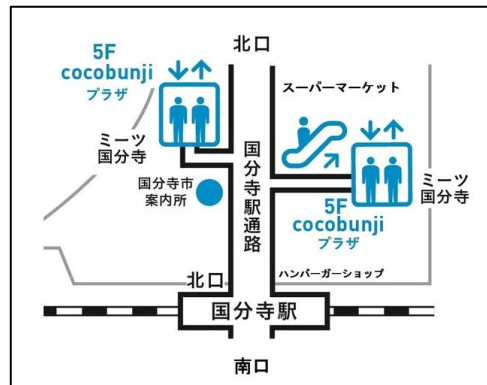 北口
5F
cocobunji
プラザ
スーパーマーケット
ミーツ
国分寺
国分寺市
案内所
国分寺駅通路
ミーツ
国分寺
5F
cocobunji
プラザ
北口
ハンバーガーショップ
国分寺駅
南口